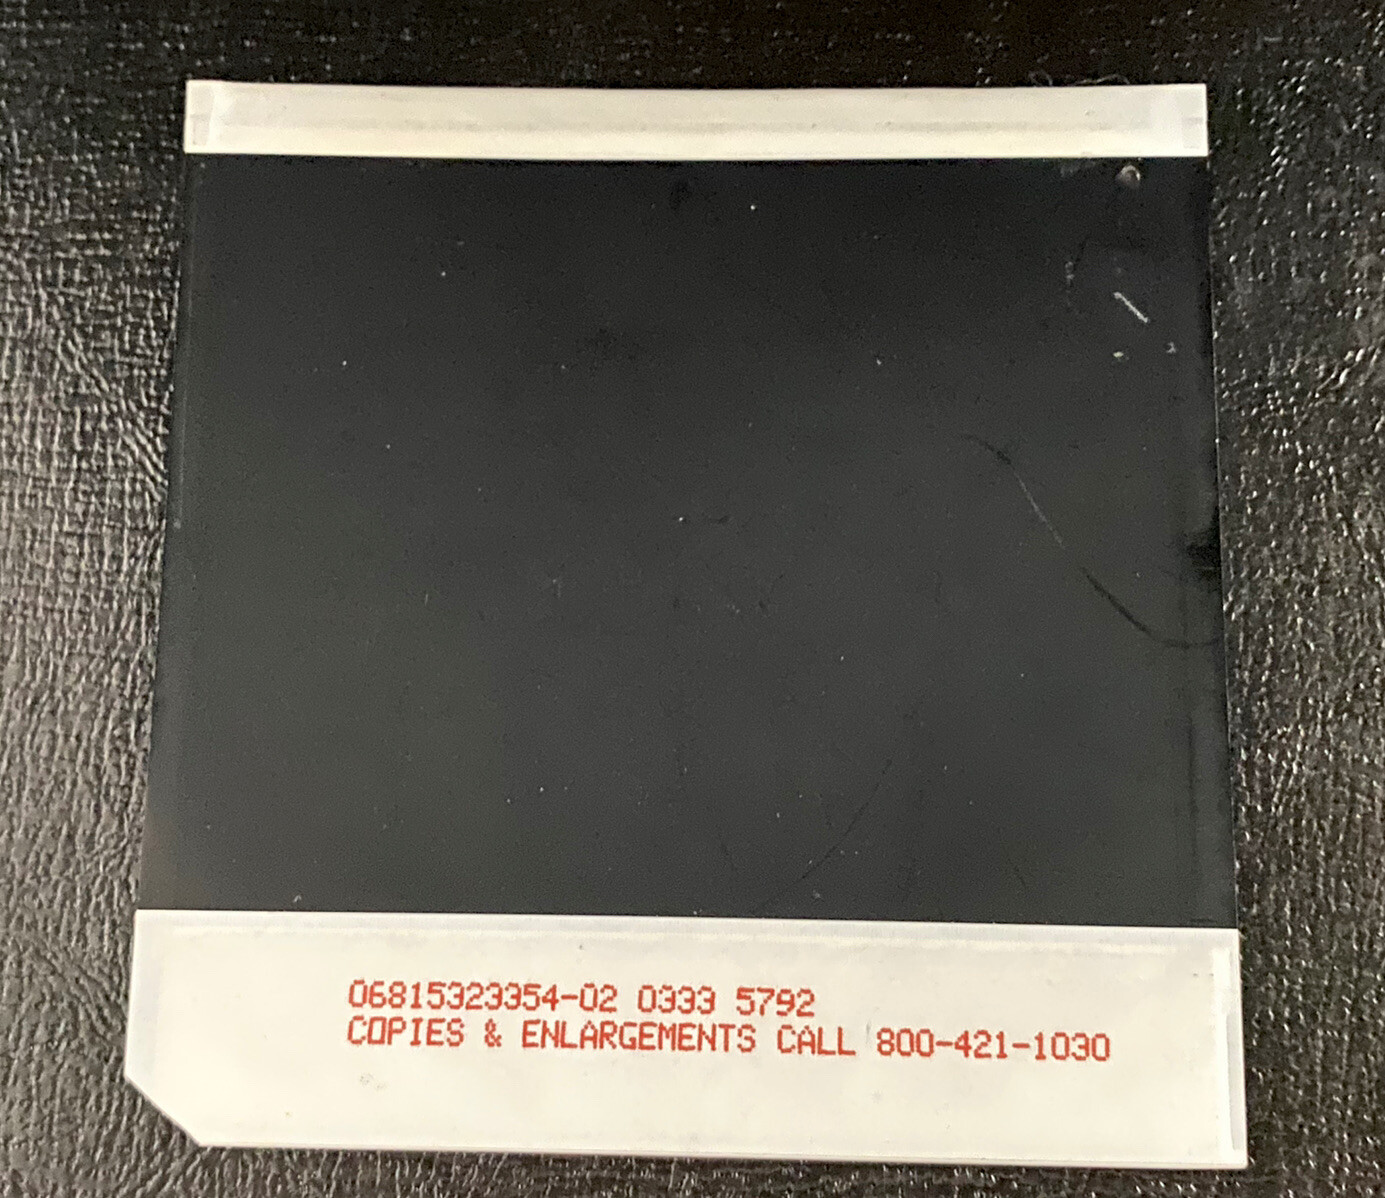 06815323354-02 0333 5792
COPIES & ENLARGEMENTS CALL 800-421-1030